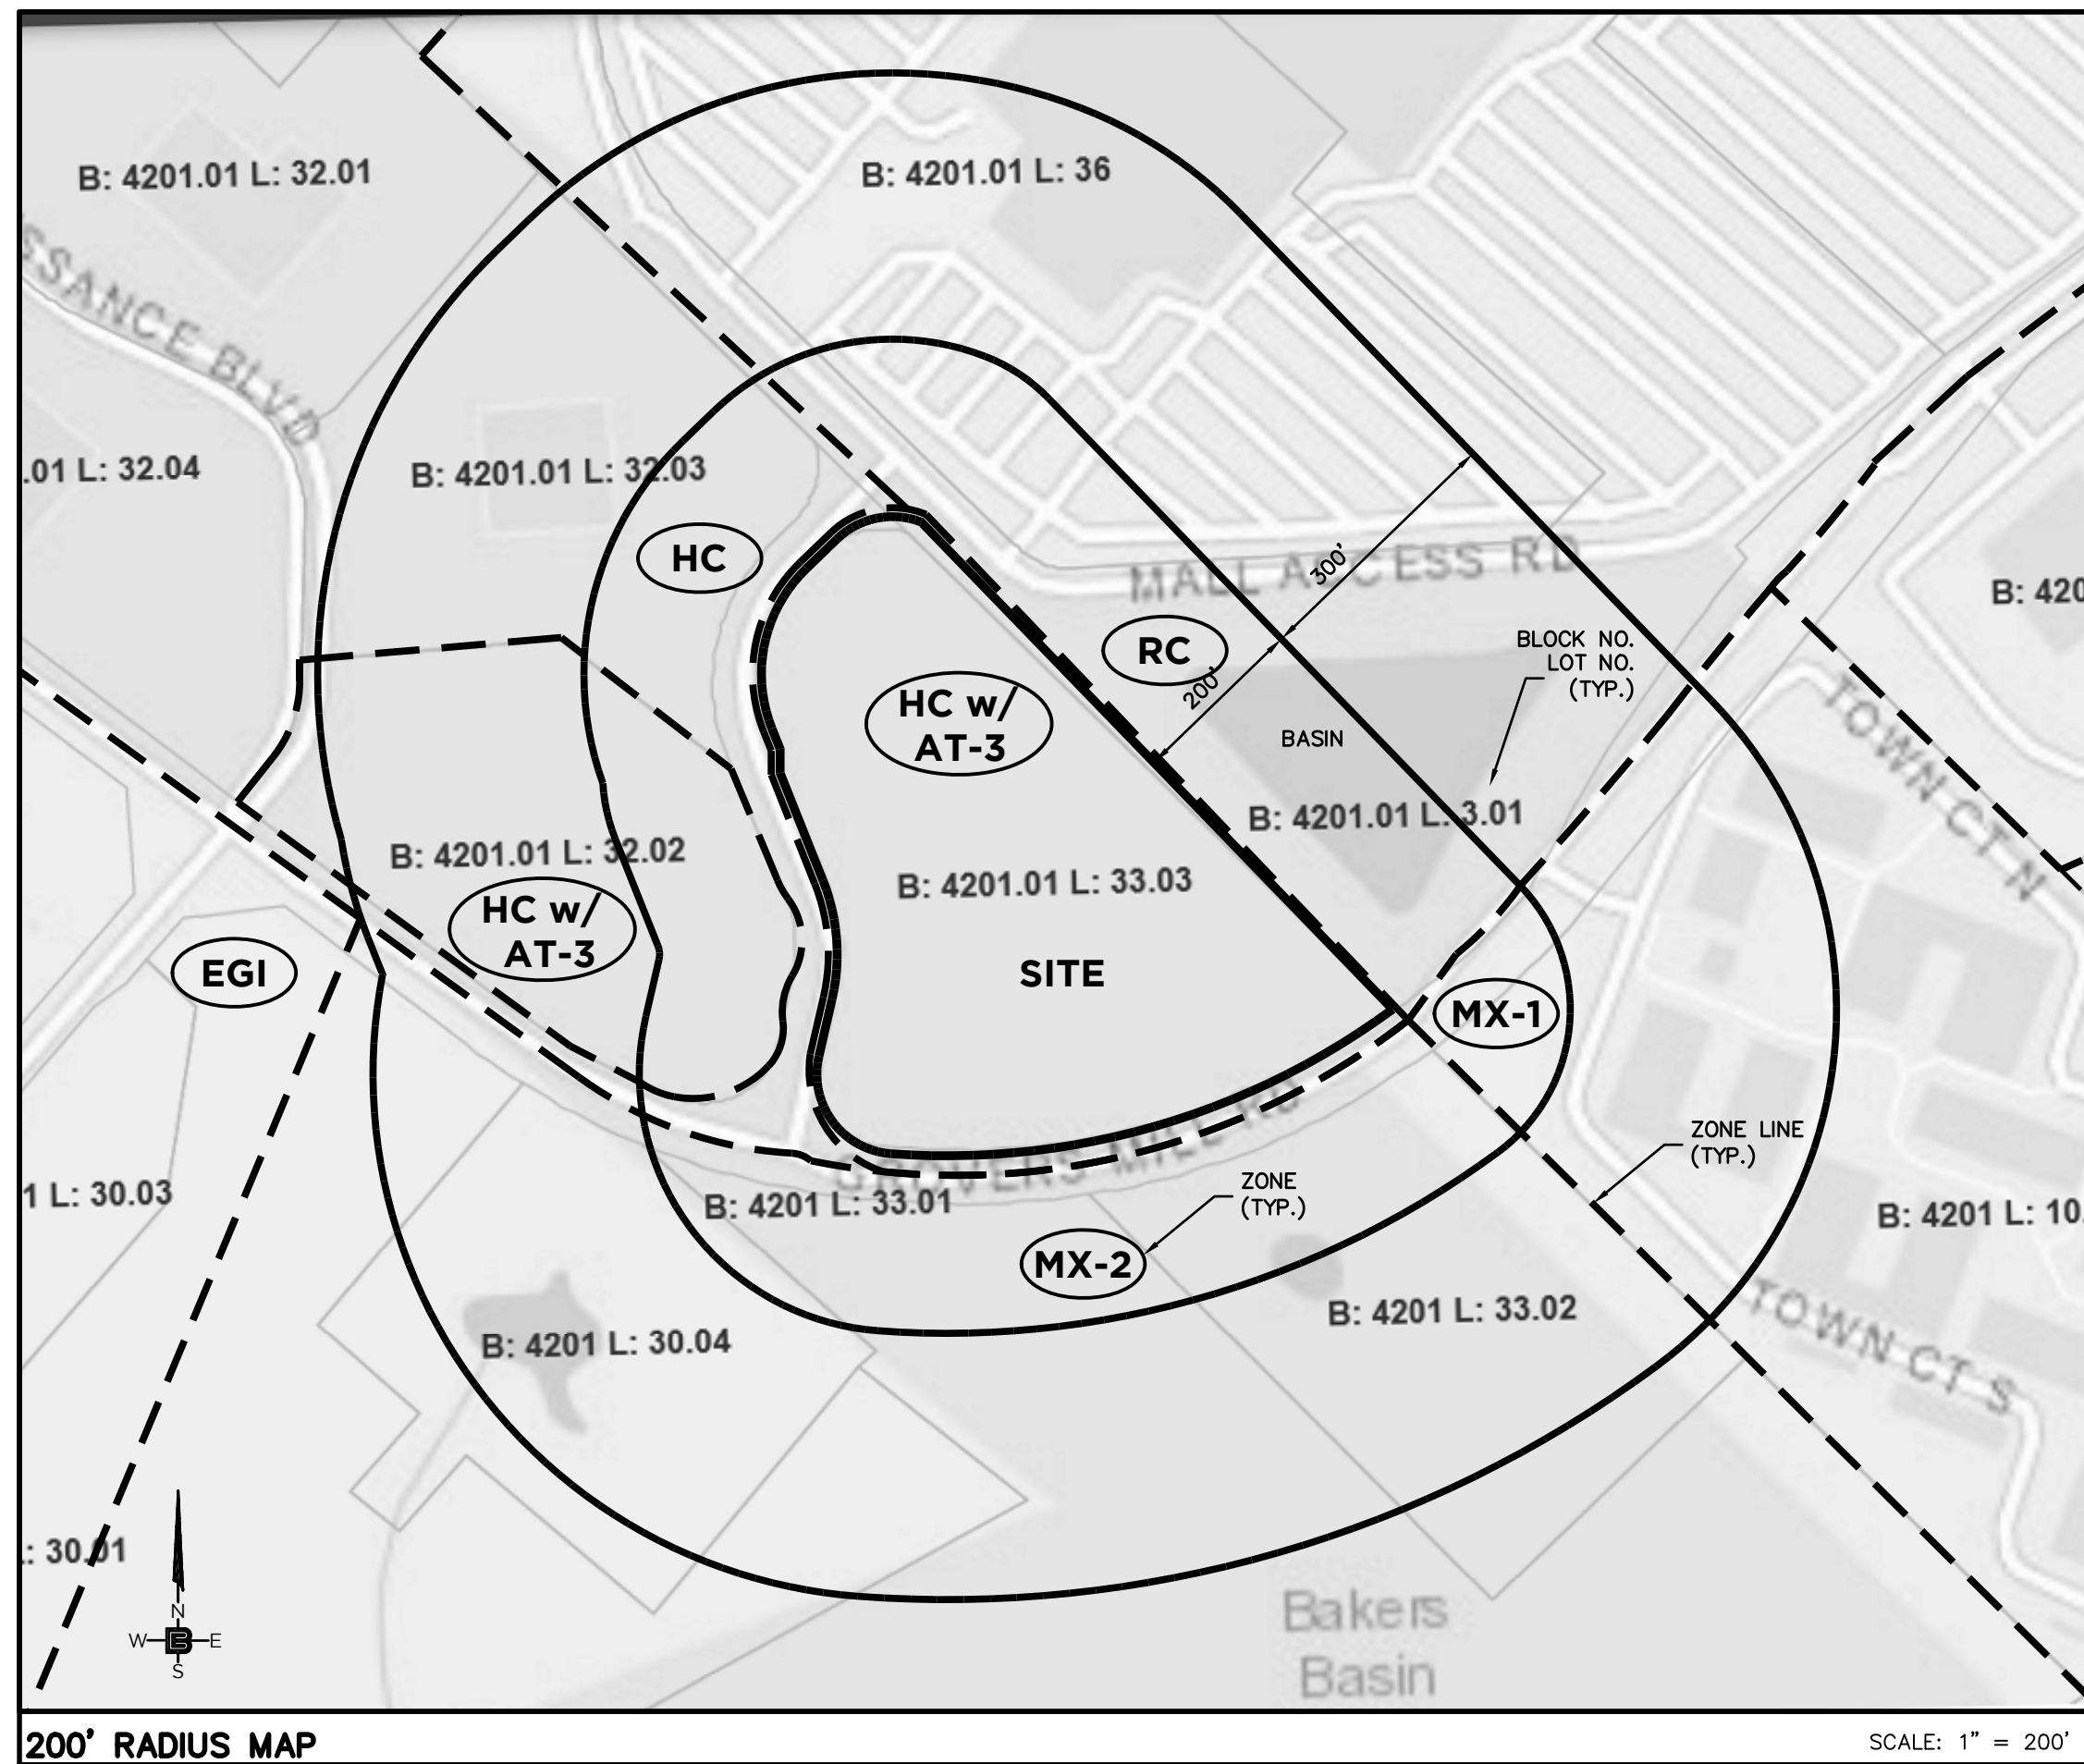 B: 4201.01 L: 32.01
B: 4201.01 L: 36
SSANCE BLVD
.01 L: 32.04
B: 4201.01 L: 32.03
HC
MALL ACCESS RD
300'
200'
RC
B: 420
BLOCK NO.
LOT NO.
(TYP.)
HC w/
AT-3
BASIN
TOWN CT N
B: 4201.01 L: 3.01
B: 4201.01 L: 32.02
B: 4201.01 L: 33.03
HC w/
AT-3
EGI
SITE
MX-1
GROVERS MILL RD
ZONE LINE
(TYP.)
1 L: 30.03
B: 4201 L: 33.01
ZONE
(TYP.)
B: 4201 L: 10.
MX-2
B: 4201 L: 33.02
B: 4201 L: 30.04
TOWN CT S
: 30.01
N
W E
S
Bakers
Basin
200' RADIUS MAP
SCALE: 1" = 200'